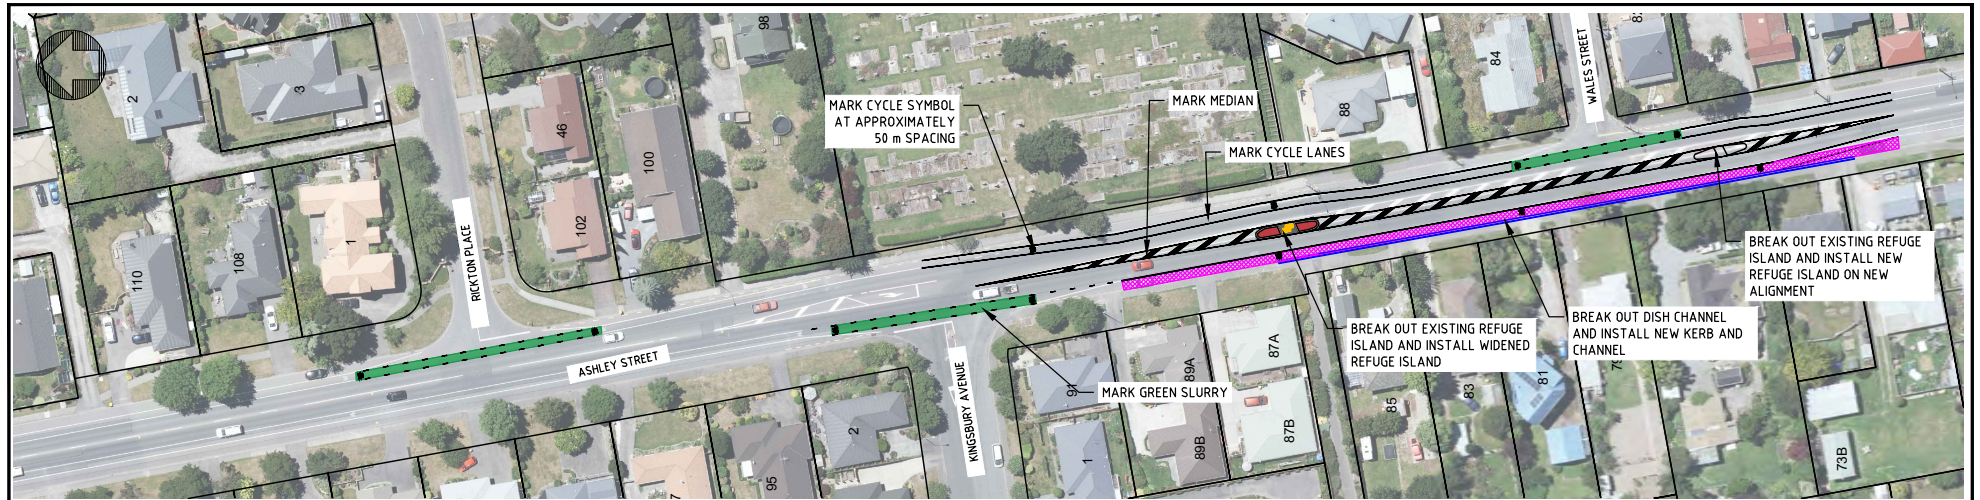 MARK CYCLE SYMBOL
AT APPROXIMATELY
50 m SPACING
MARK MEDIAN
MARK CYCLE LANES
WALES STREET
RICKTON PLACE
ASHLEY STREET
KINGSBURY AVENUE
MARK GREEN SLURRY
BREAK OUT EXISTING REFUGE
ISLAND AND INSTALL WIDENED
REFUGE ISLAND
BREAK OUT DISH CHANNEL
AND INSTALL NEW KERB AND
CHANNEL
BREAK OUT EXISTING REFUGE
ISLAND AND INSTALL NEW
REFUGE ISLAND ON NEW
ALIGNMENT
2
3
98
84
88
46
100
102
1
108
110
95
2
1
91
89A
89B
87A
87B
85
83
81
73B